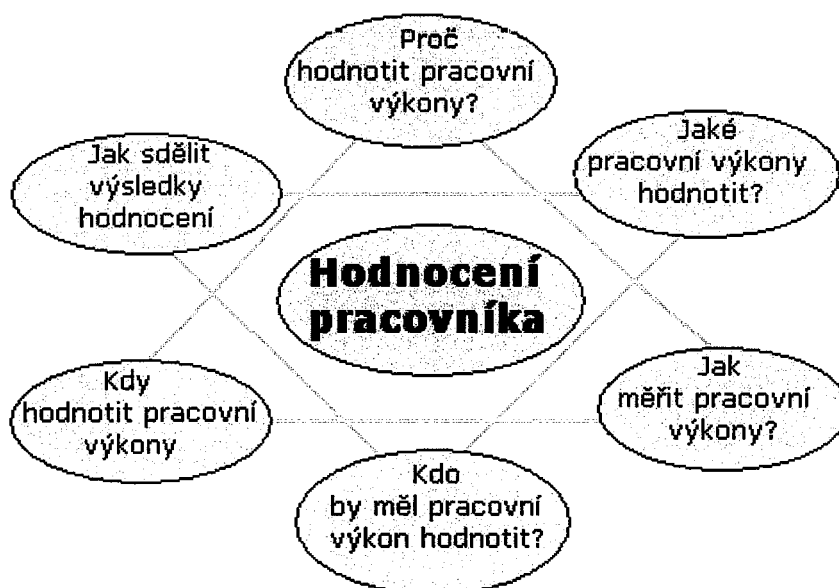 Proč
hodnotit pracovní
výkony?
Jaké
pracovní výkony
hodnotit?
Jak sdělit
výsledky
hodnocení
Hodnocení
pracovníka
Kdy
hodnotit pracovní
výkony
Jak
měřit pracovní
výkony?
Kdo
by měl pracovní
výkon hodnotit?